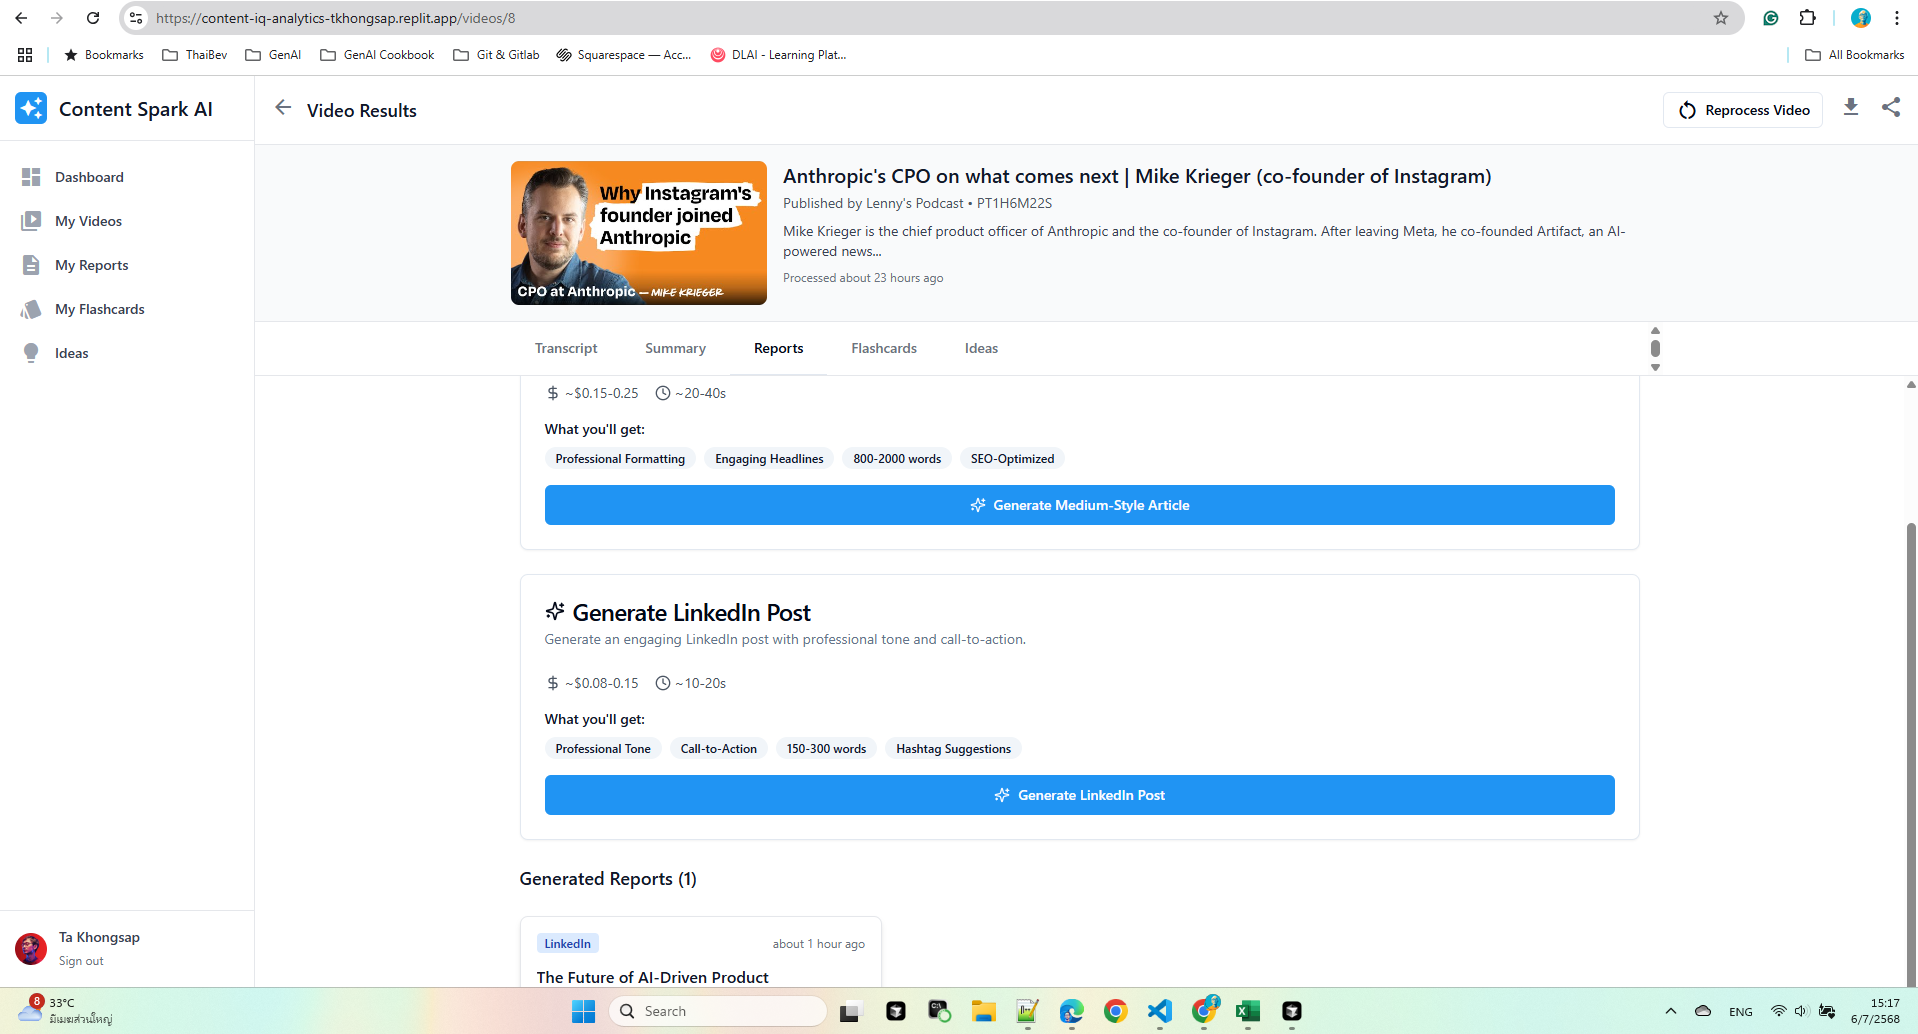 https://content-iq-analytics-tkhongsap.replit.app/videos/8
Bookmarks
ThaiBev
GenAI
GenAI Cookbook
Git & Gitlab
Squarespace — Acc...
DLAI - Learning Plat...
All Bookmarks
Content Spark AI
Dashboard
My Videos
My Reports
My Flashcards
Ideas
Ta Khongsap
Sign out
Video Results
Reprocess Video
Why Instagram's
founder joined
Anthropic
CPO at Anthropic — MIKE KRIEGER
Anthropic's CPO on what comes next | Mike Krieger (co-founder of Instagram)
Published by Lenny's Podcast • PT1H6M22S
Mike Krieger is the chief product officer of Anthropic and the co-founder of Instagram. After leaving Meta, he co-founded Artifact, an AI-
powered news...
Processed about 23 hours ago
Transcript
Summary
Reports
Flashcards
Ideas
$ ~$0.15-0.25 ~20-40s
What you'll get:
Professional Formatting
Engaging Headlines
800-2000 words
SEO-Optimized
Generate Medium-Style Article
Generate LinkedIn Post
Generate an engaging LinkedIn post with professional tone and call-to-action.
$ ~$0.08-0.15 ~10-20s
What you'll get:
Professional Tone
Call-to-Action
150-300 words
Hashtag Suggestions
Generate LinkedIn Post
Generated Reports (1)
LinkedIn
about 1 hour ago
The Future of AI-Driven Product
8
33°C
มีเมฆส่วนใหญ่
Search
ENG
15:17
6/7/2568